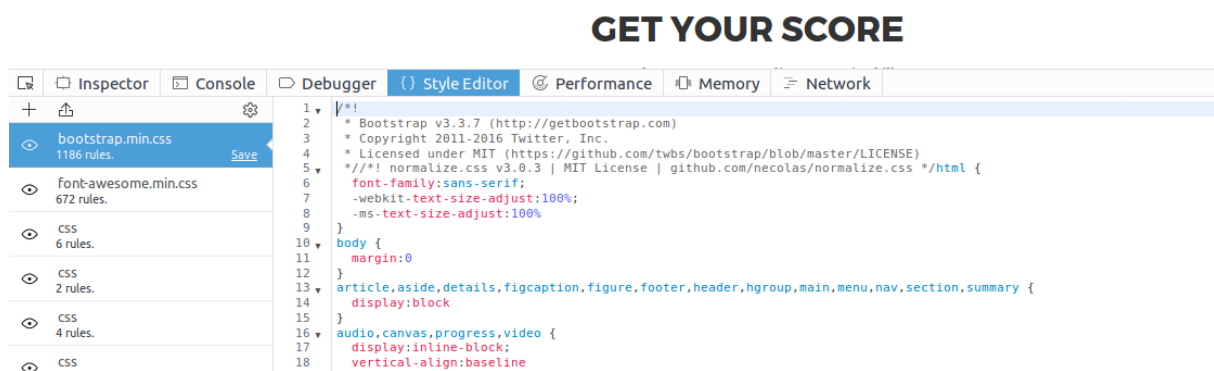 GET YOUR SCORE
Inspector Console Debugger {} Style Editor Performance Memory Network
bootstrap.min.css
1186 rules. Save
font-awesome.min.css
672 rules.
css
6 rules.
css
2 rules.
css
4 rules.
css
1 /*!
2 * Bootstrap v3.3.7 (http://getbootstrap.com)
3 * Copyright 2011-2016 Twitter, Inc.
4 * Licensed under MIT (https://github.com/twbs/bootstrap/blob/master/LICENSE)
5 *//*! normalize.css v3.0.3 | MIT License | github.com/necolas/normalize.css */html {
6 font-family:sans-serif;
7 -webkit-text-size-adjust:100%;
8 -ms-text-size-adjust:100%
9 }
10 body {
11 margin:0
12 }
13 article,aside,details,figcaption,figure,footer,header,hgroup,main,menu,nav,section,summary {
14 display:block
15 }
16 audio,canvas,progress,video {
17 display:inline-block;
18 vertical-align:baseline